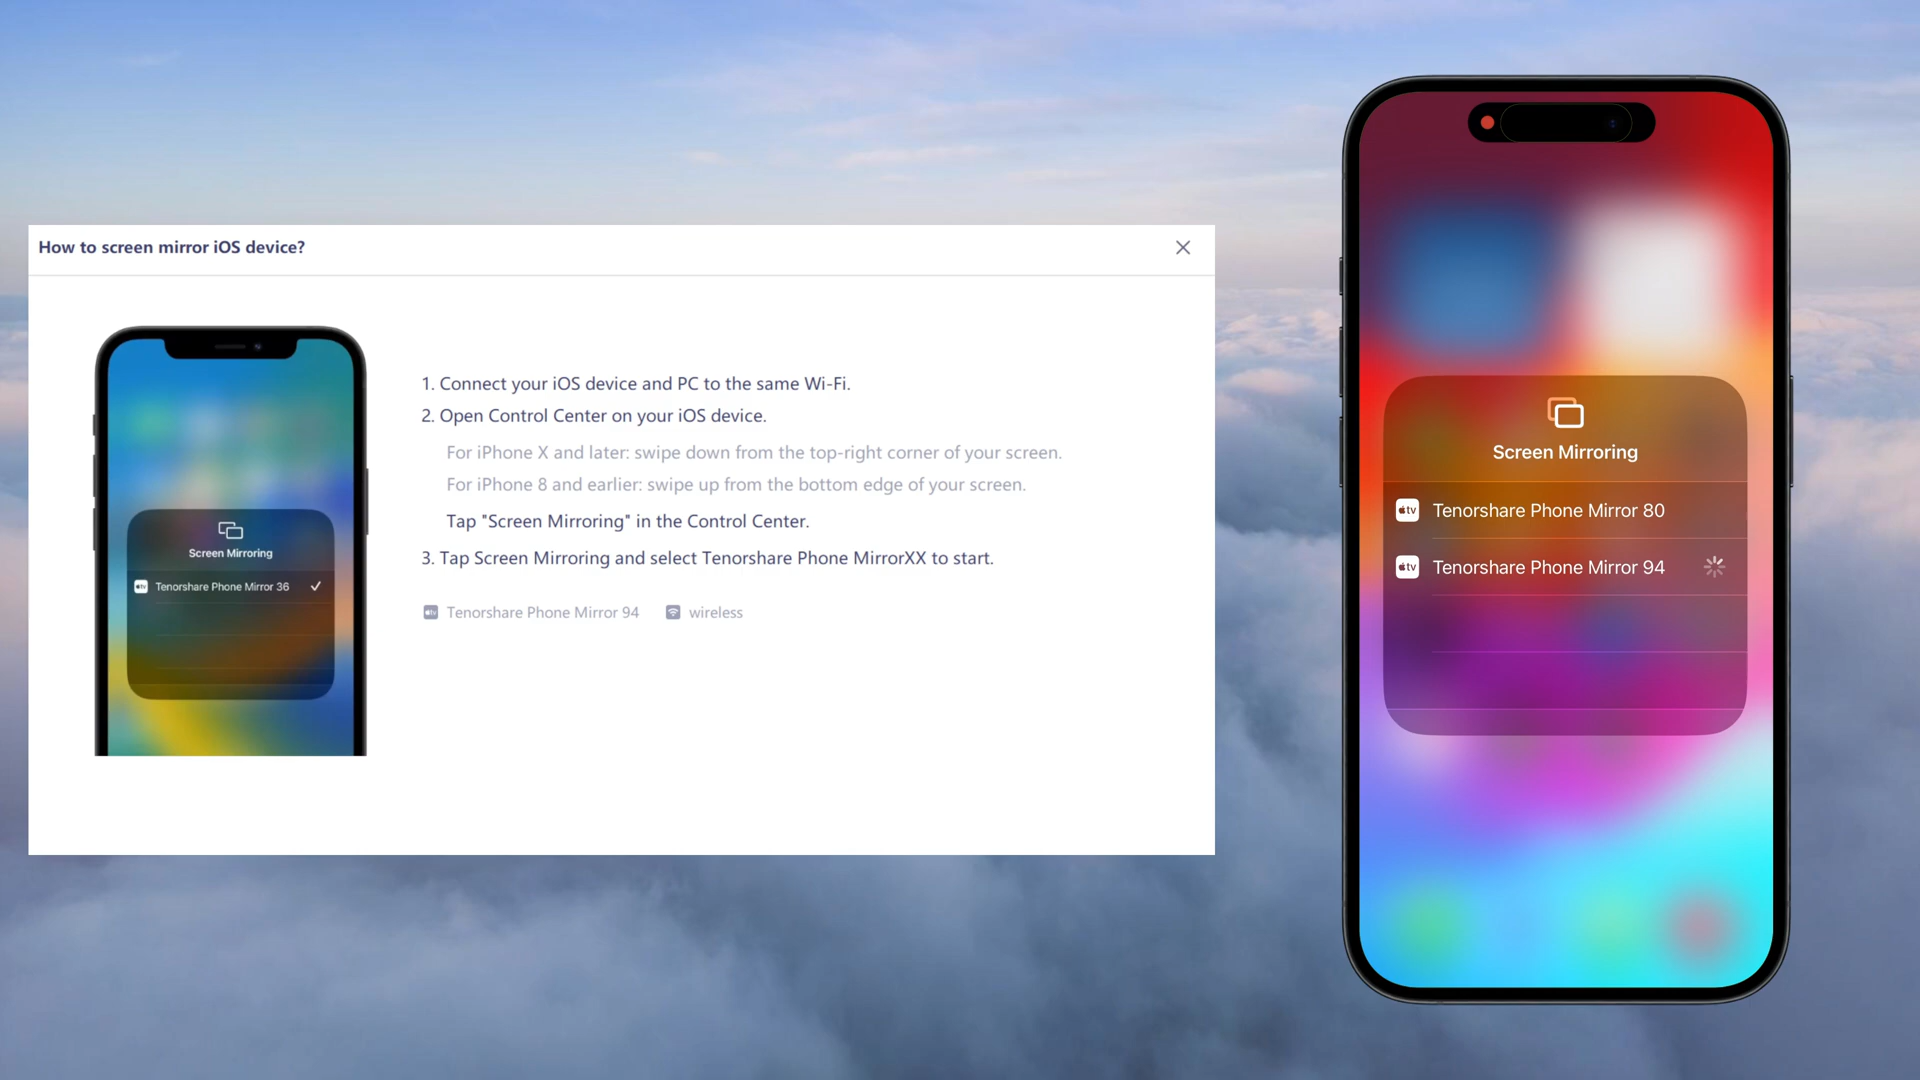 How to screen mirror iOS device?
1. Connect your iOS device and PC to the same Wi-Fi.
2. Open Control Center on your iOS device.
For iPhone X and later: swipe down from the top-right corner of your screen.
For iPhone 8 and earlier: swipe up from the bottom edge of your screen.
Tap "Screen Mirroring" in the Control Center.
3. Tap Screen Mirroring and select Tenorshare Phone MirrorXX to start.
tv Tenorshare Phone Mirror 94 wireless
Screen Mirroring
tv Tenorshare Phone Mirror 36
Screen Mirroring
tv Tenorshare Phone Mirror 80
tv Tenorshare Phone Mirror 94